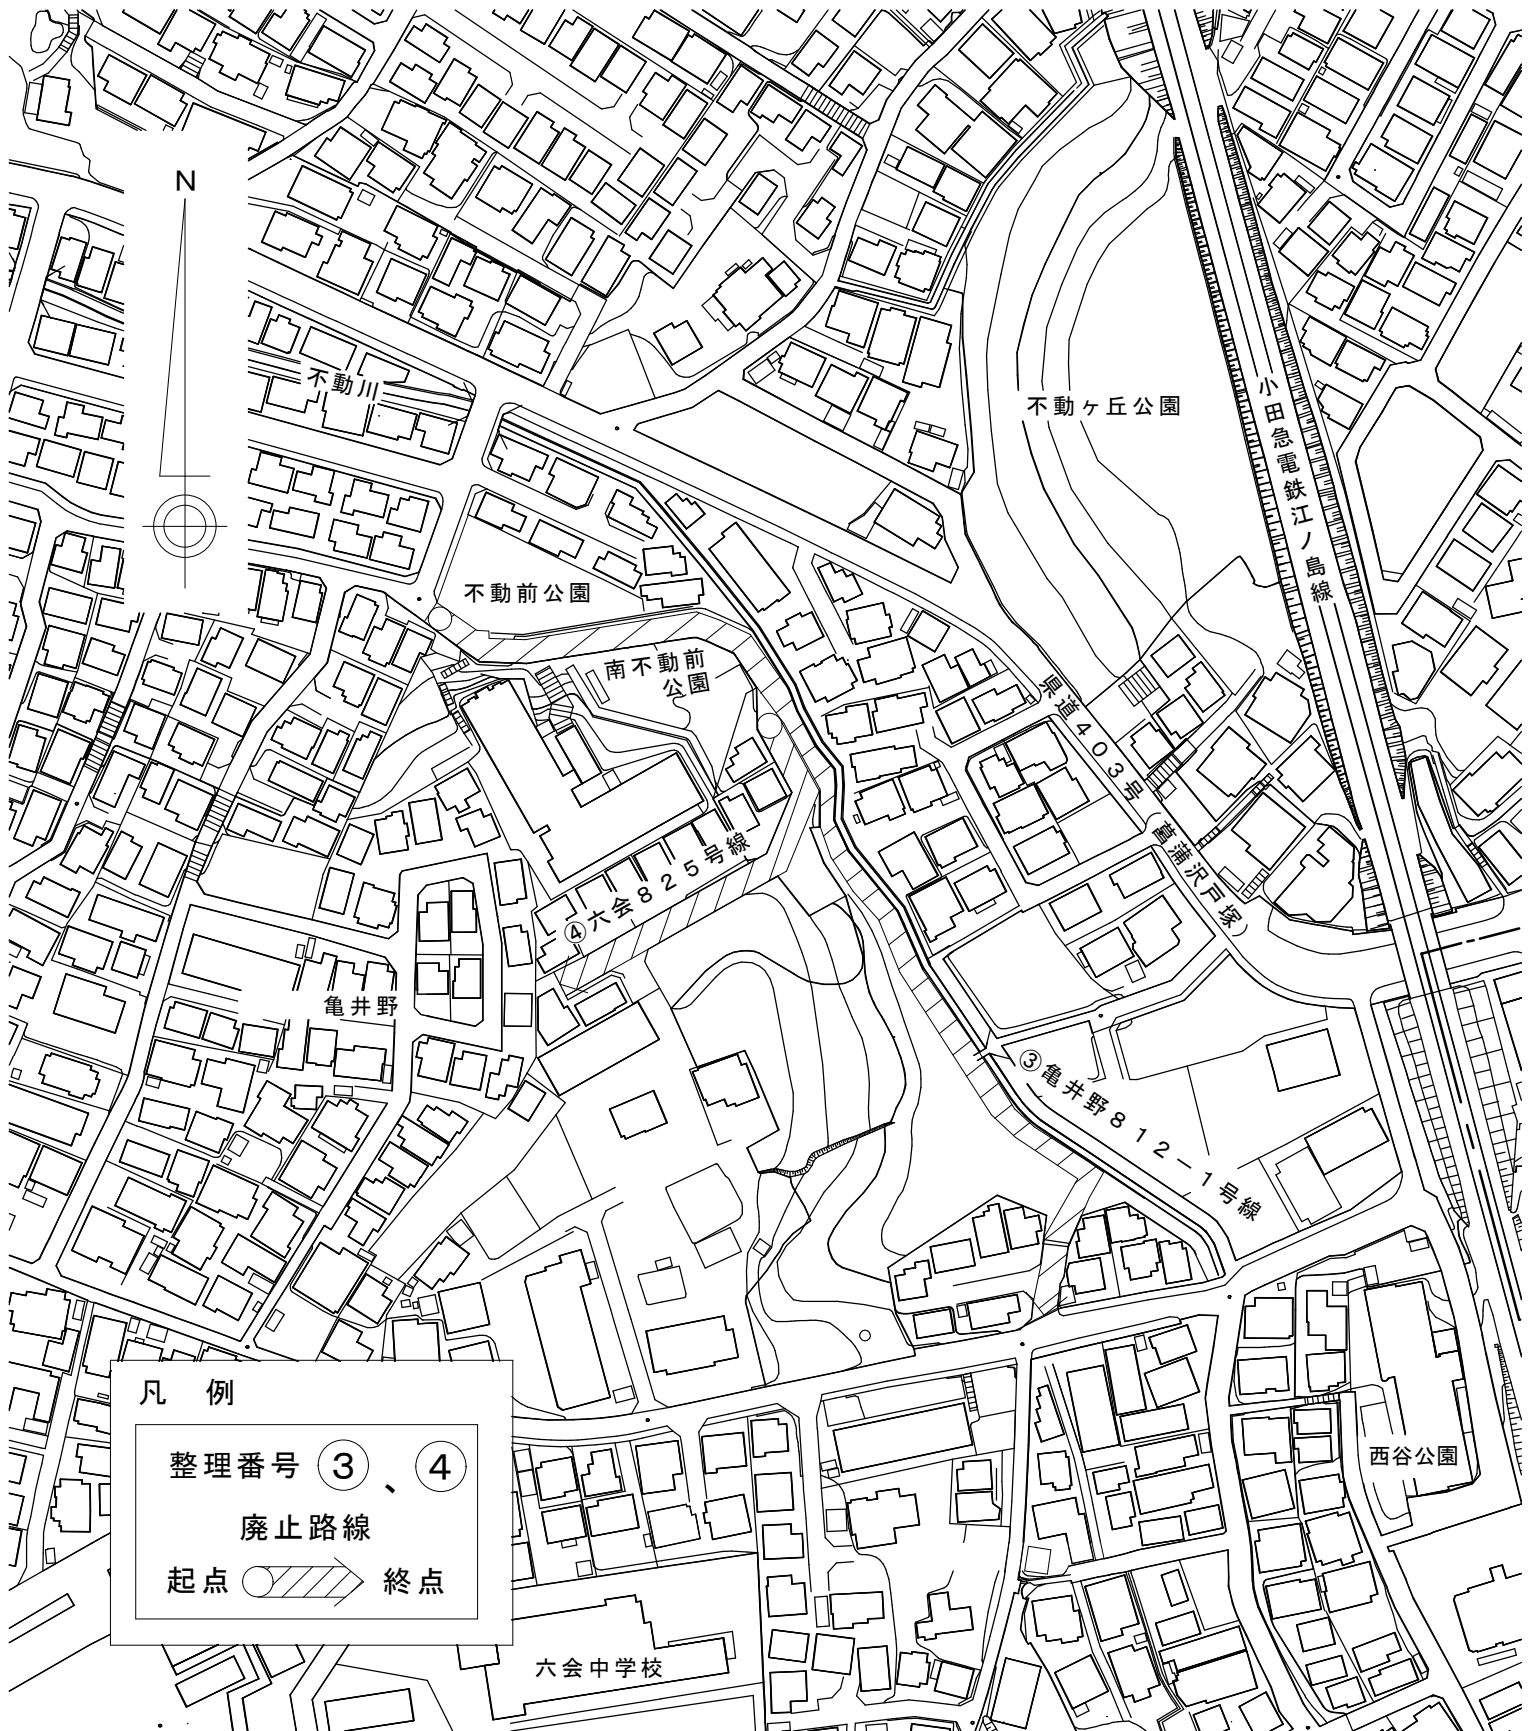 N
不動川
不動ヶ丘公園
小田急電鉄江ノ島線
不動前公園
南不動前
公園
県道403号
(菖蒲沢戸塚)
④六会825号線
亀井野
③亀井野812－1号線
凡 例
整理番号 ③ 、 ④
廃止路線
起点 終点
西谷公園
六会中学校